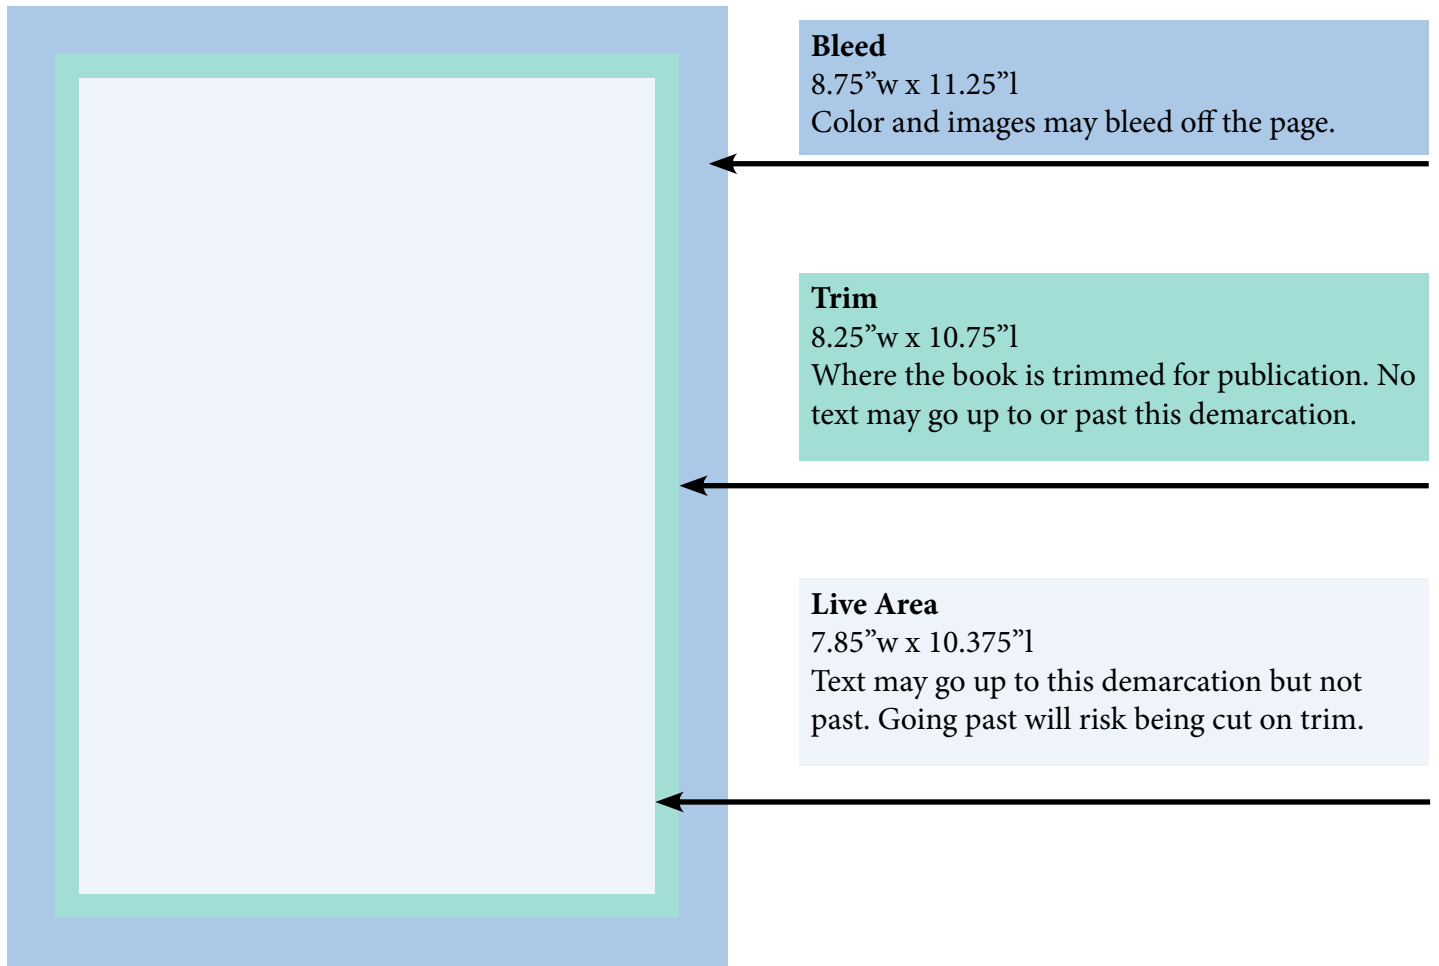 Bleed
8.75”w x 11.25”l
Color and images may bleed off the page.
Trim
8.25”w x 10.75”l
Where the book is trimmed for publication. No
text may go up to or past this demarcation.
Live Area
7.85”w x 10.375”l
Text may go up to this demarcation but not
past. Going past will risk being cut on trim.